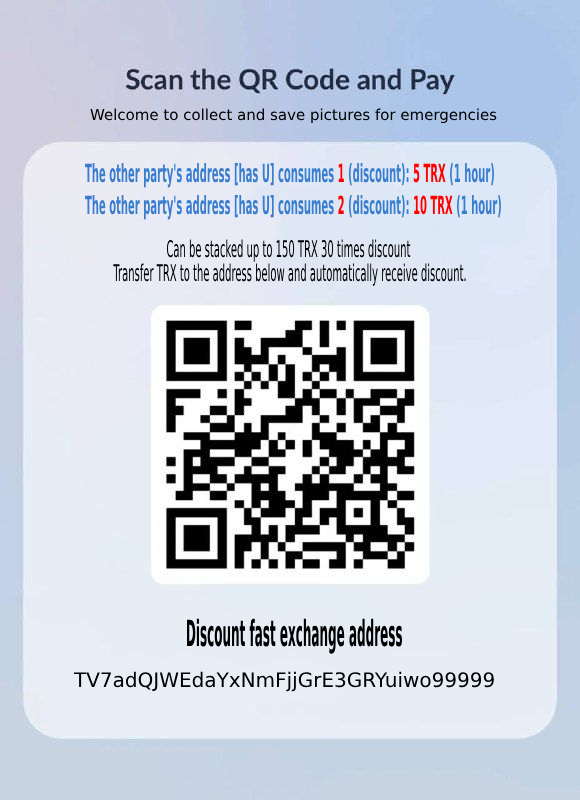 Scan the QR Code and Pay
Welcome to collect and save pictures for emergencies
The other party's address [has U] consumes 1 (discount): 5 TRX (1 hour)
The other party's address [has U] consumes 2 (discount): 10 TRX (1 hour)
Can be stacked up to 150 TRX 30 times discount
Transfer TRX to the address below and automatically receive discount.
Discount fast exchange address
TV7adQJWEdaYxNmFjjGrE3GRYuiwo99999